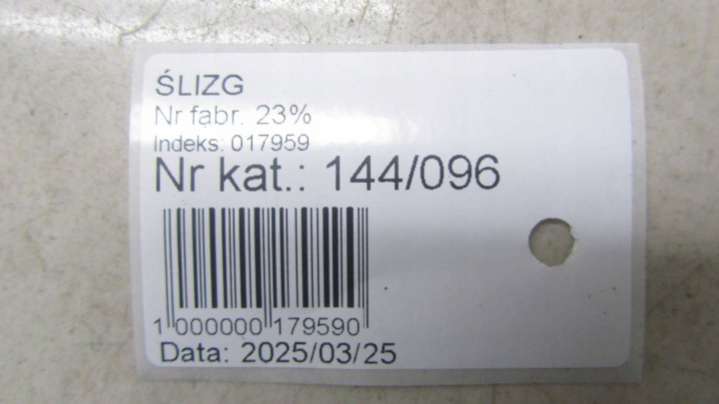 ŚLIZG
Nr fabr. 23%
Indeks: 017959
Nr kat.: 144/096
1 000000 179590
Data: 2025/03/25